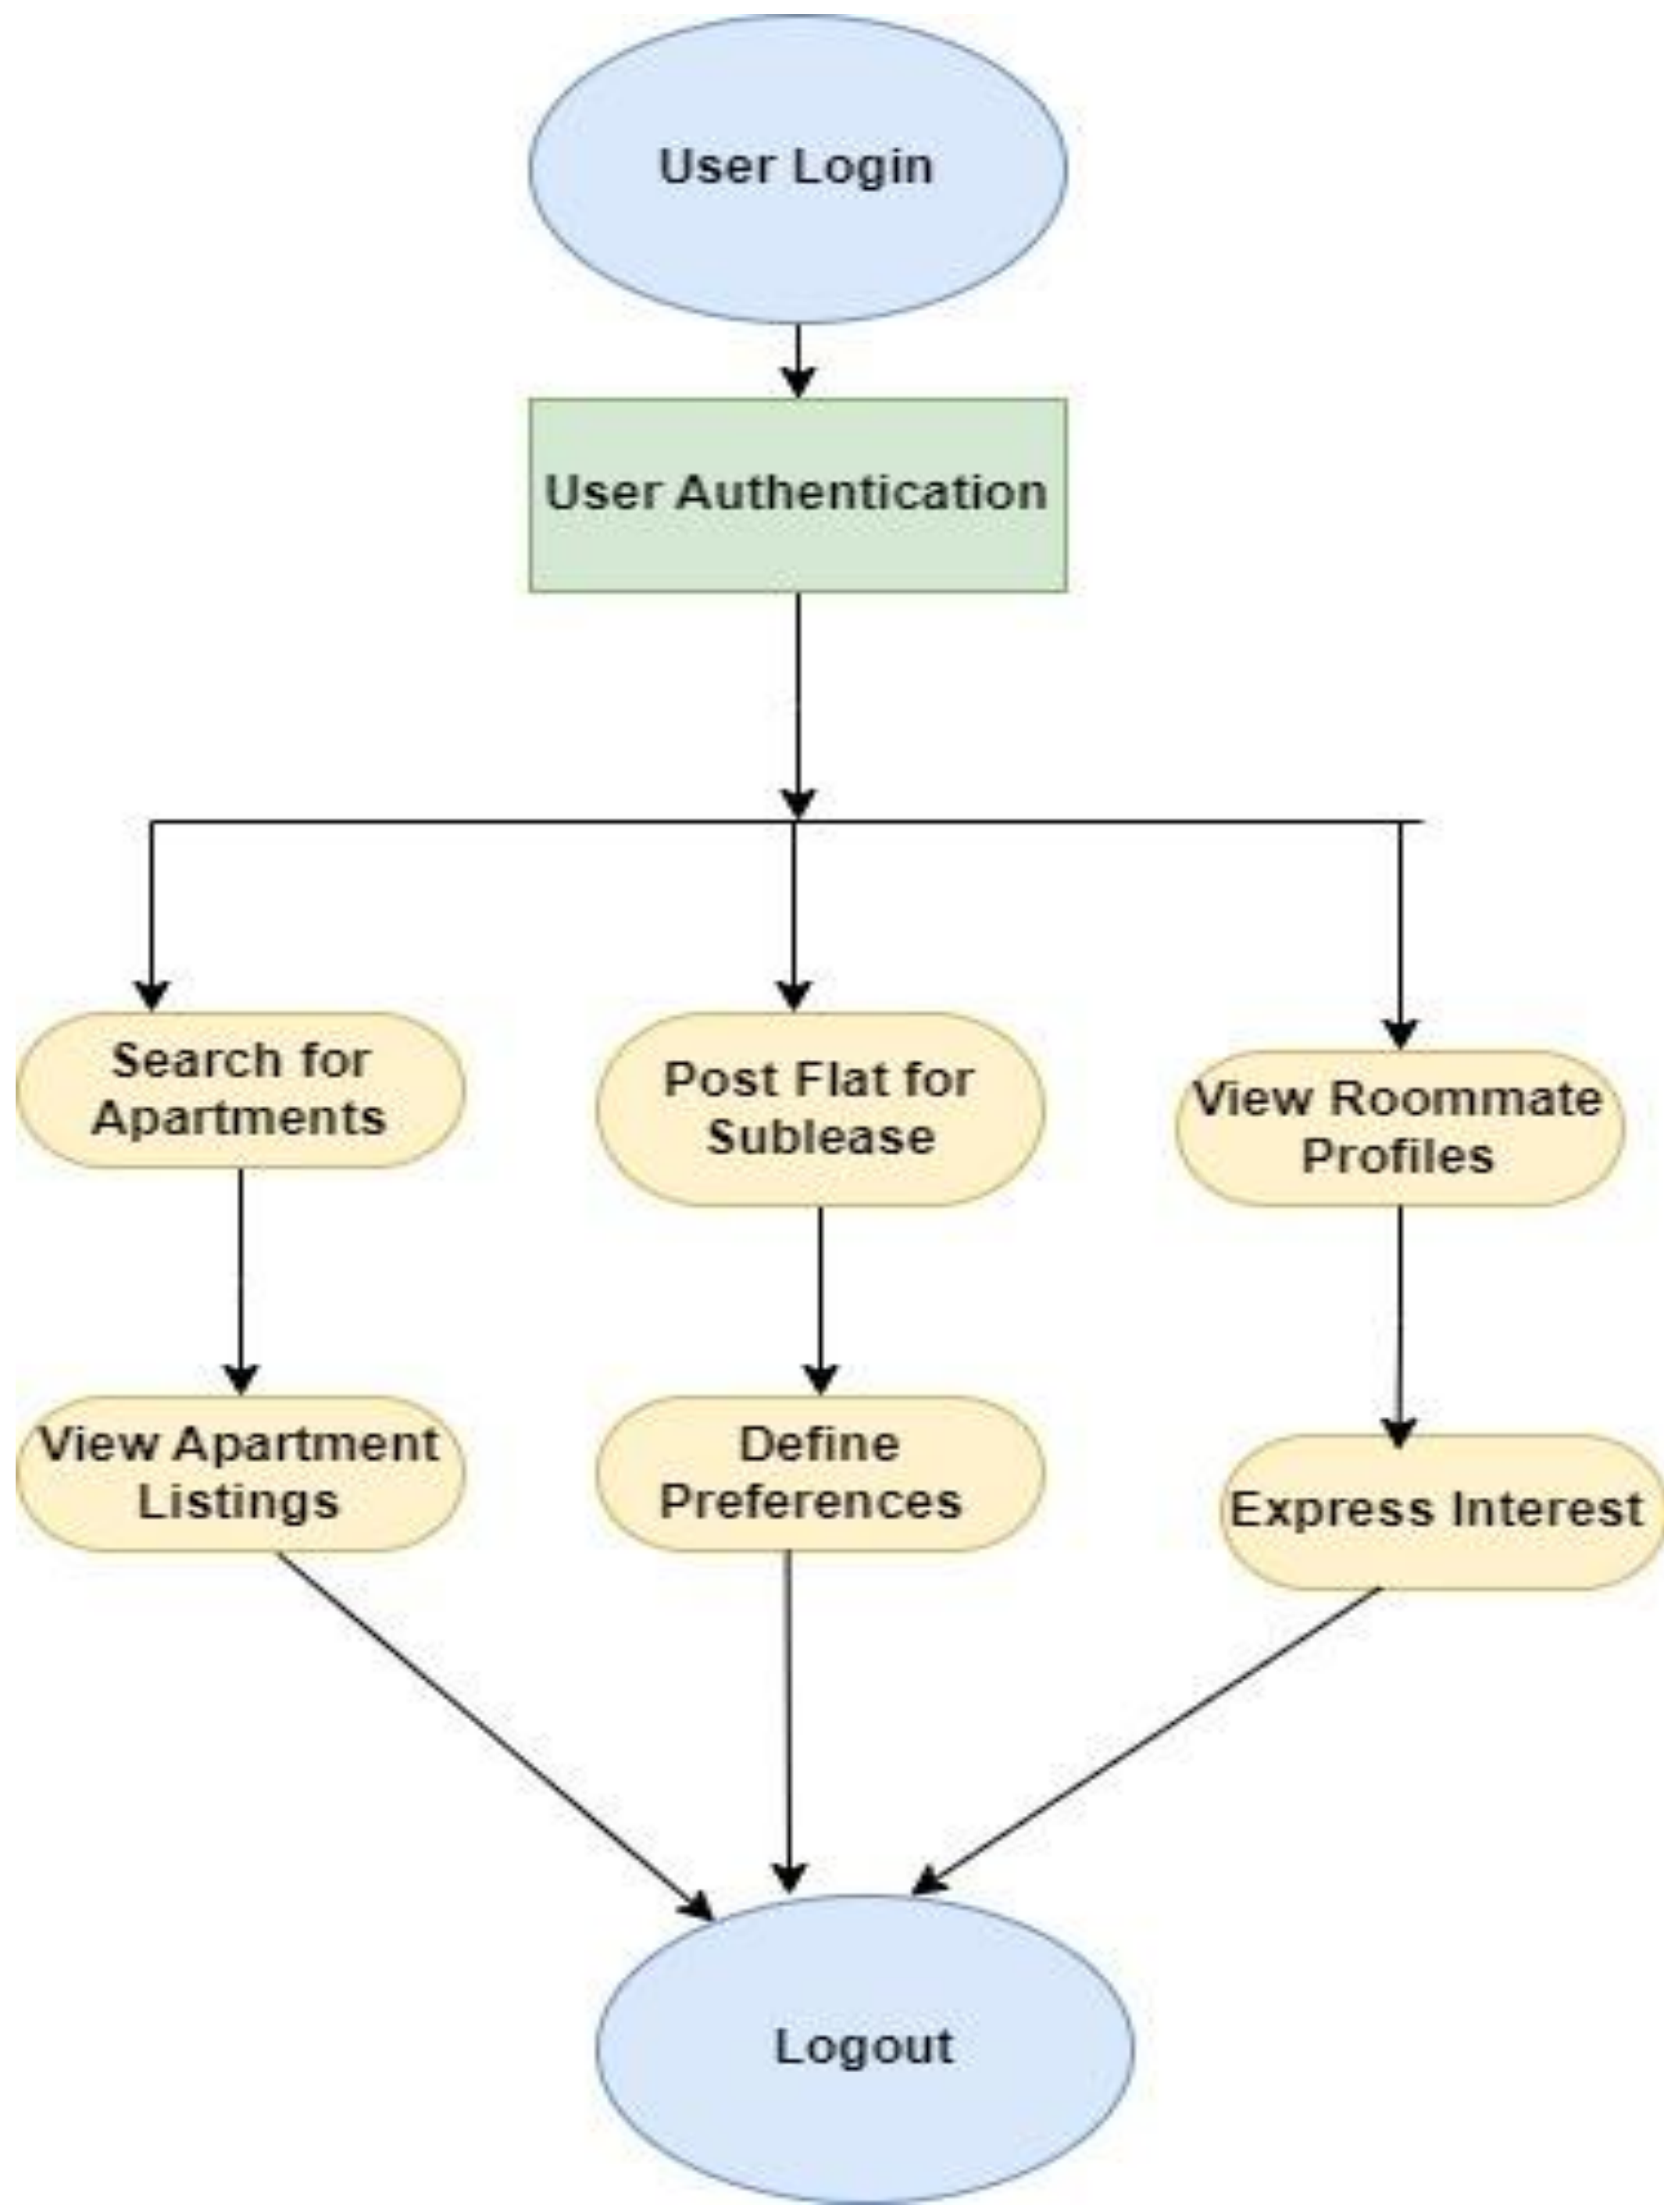 User Login
User Authentication
Search for
Apartments
Post Flat for
Sublease
View Roommate
Profiles
View Apartment
Listings
Define
Preferences
Express Interest
Logout